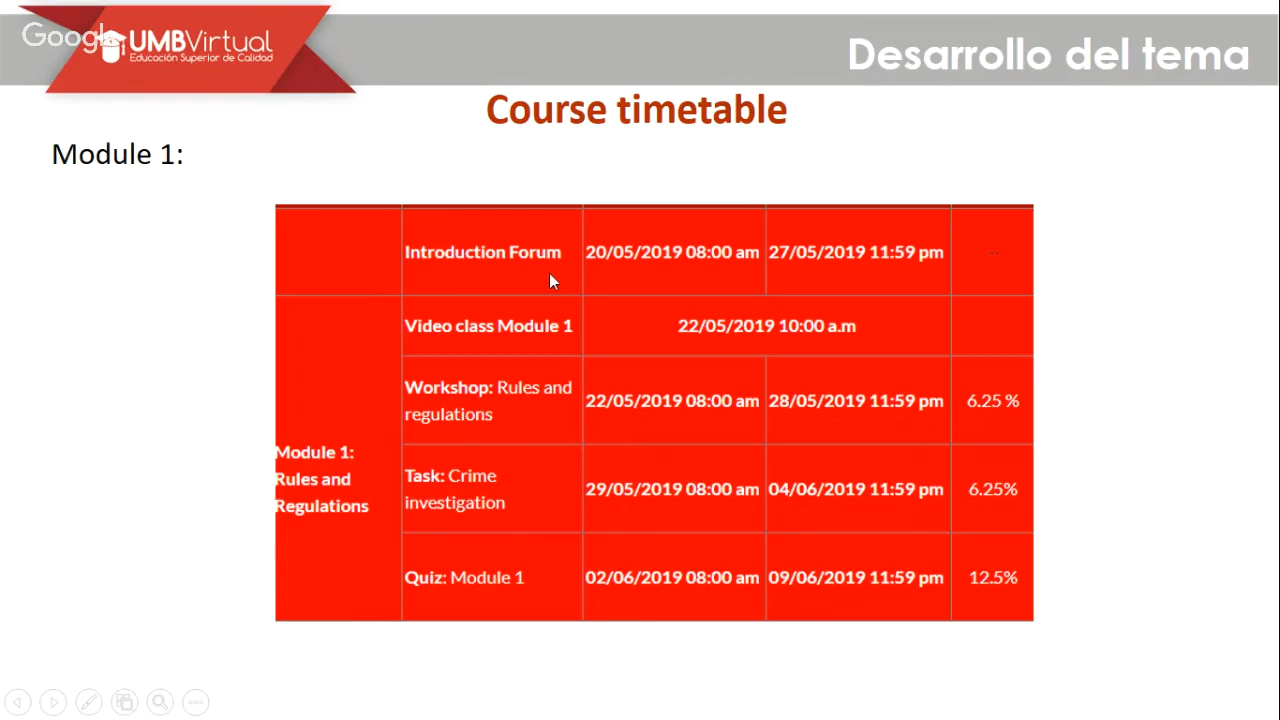 Google
UMBVirtual
Educación Superior de Calidad
Desarrollo del tema
Course timetable
Module 1:
Introduction Forum 20/05/2019 08:00 am 27/05/2019 11:59 pm --
Video class Module 1 22/05/2019 10:00 a.m
Workshop: Rules and
regulations 22/05/2019 08:00 am 28/05/2019 11:59 pm 6.25 %
Module 1:
Rules and
Regulations
Task: Crime
investigation 29/05/2019 08:00 am 04/06/2019 11:59 pm 6.25%
Quiz: Module 1 02/06/2019 08:00 am 09/06/2019 11:59 pm 12.5%